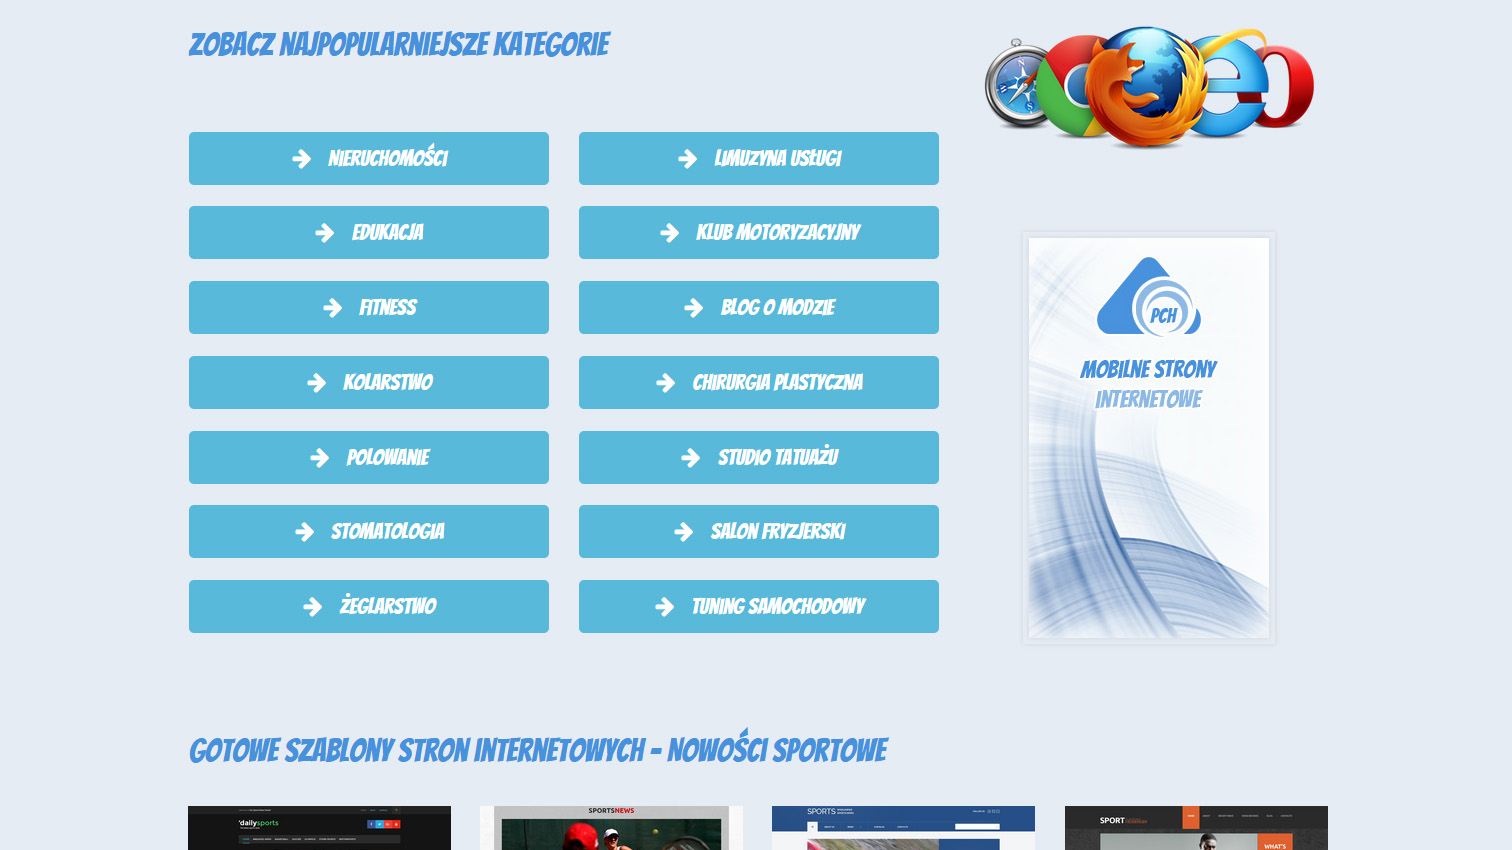 ZOBACZ NAJPOPULARNIEJSZE KATEGORIE
NIERUCHOMOŚCI
LIMUZYNA USŁUGI
EDUKACJA
KLUB MOTORYZACYJNY
FITNESS
BLOG O MODZIE
KOLARSTWO
CHIRURGIA PLASTYCZNA
POLOWANIE
STUDIO TATUAŻU
STOMATOLOGIA
SALON FRYZJERSKI
ŻEGLARSTWO
TUNING SAMOCHODOWY
PCH
MOBILNE STRONY
INTERNETOWE
GOTOWE SZABLONY STRON INTERNETOWYCH - NOWOŚCI SPORTOWE
'dailysports
SPORTSNEWS
SPORTS
SPORT
WHAT'S